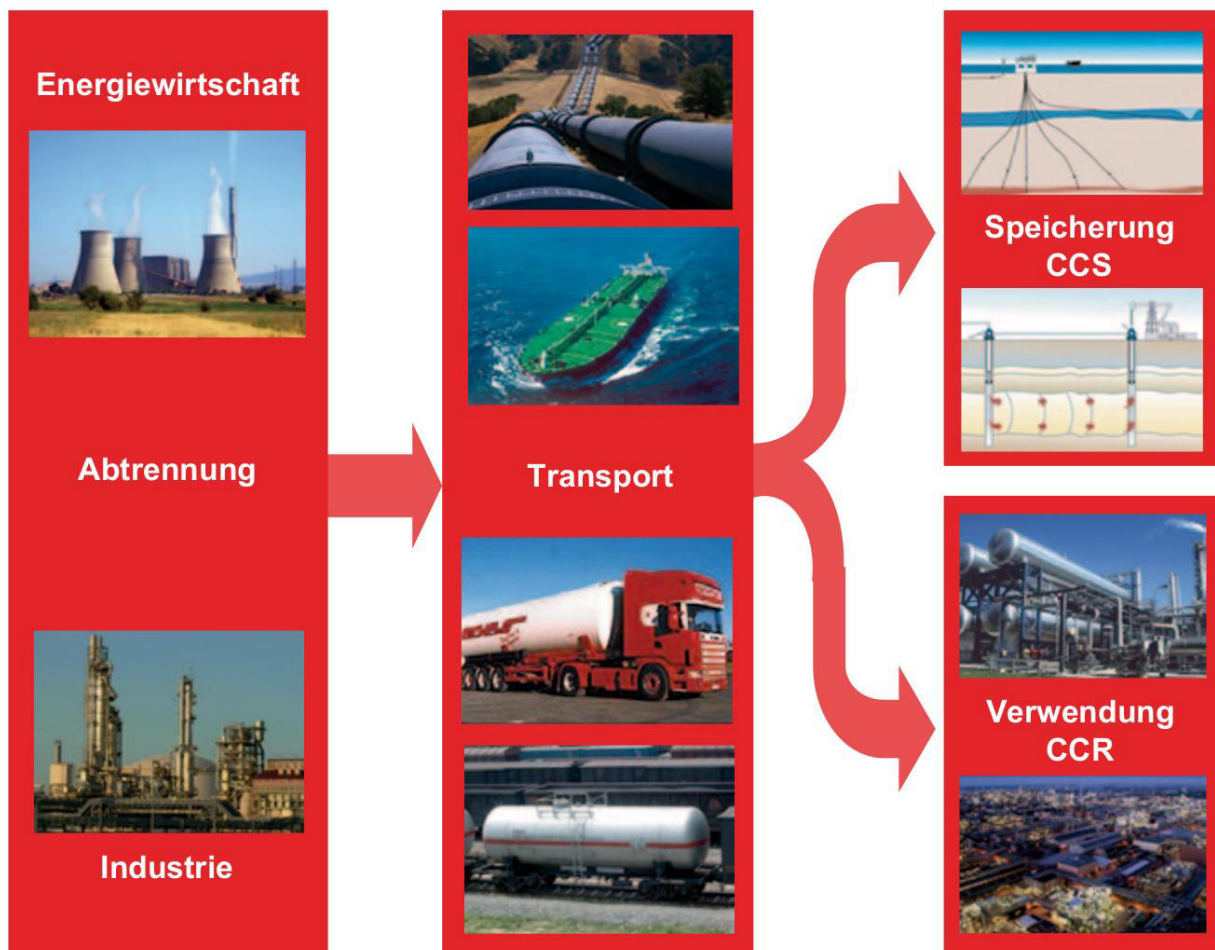 Energiewirtschaft
Abtrennung
Industrie
Transport
Speicherung
CCS
Verwendung
CCR